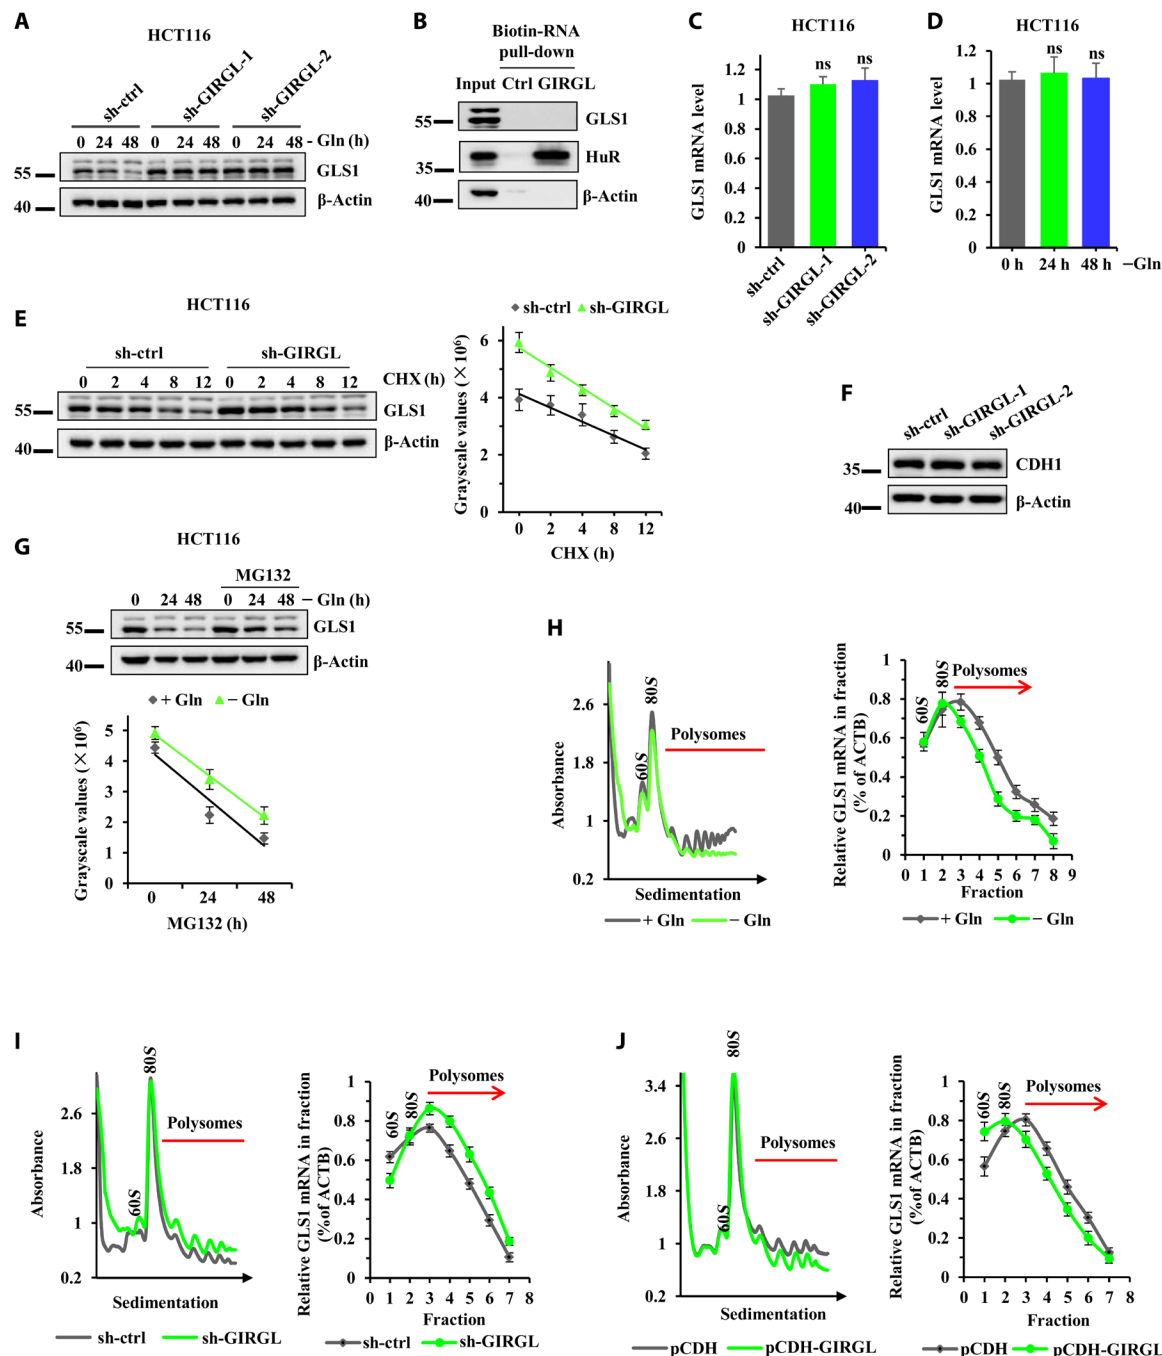 A
HCT116
sh-ctrl
sh-GIRGL-1
sh-GIRGL-2
0 24 48 0 24 48 0 24 48 - Gln (h)
55
GLS1
40
β-Actin
B
Biotin-RNA
pull-down
Input Ctrl GIRGL
55
GLS1
35
HuR
40
β-Actin
C
HCT116
GLS1 mRNA level
1.2
1
0.8
0.6
0.4
0.2
0
ns
ns
sh-ctrl
sh-GIRGL-1
sh-GIRGL-2
D
HCT116
GLS1 mRNA level
1.2
1
0.8
0.6
0.4
0.2
0
ns
ns
0 h 24 h 48 h −Gln
E
HCT116
sh-ctrl sh-GIRGL
0 2 4 8 12 0 2 4 8 12 CHX (h)
55
GLS1
40
β-Actin
sh-ctrl sh-GIRGL
Grayscale values (×10⁶)
6
4
2
0
0 2 4 8 12
CHX (h)
F
sh-ctrl
sh-GIRGL-1
sh-GIRGL-2
35
CDH1
40
β-Actin
G
HCT116
MG132
0 24 48 0 24 48 − Gln (h)
55
GLS1
40
β-Actin
+ Gln − Gln
Grayscale values (×10⁶)
5
4
3
2
1
0
0 24 48
MG132 (h)
H
Absorbance
2.6
1.8
1
0.2
60S
80S
Polysomes
Sedimentation
+ Gln − Gln
Relative GLS1 mRNA in fraction
(% of ACTB)
1
0.8
0.6
0.4
0.2
0
60S
80S
Polysomes
0 1 2 3 4 5 6 7 8 9
Fraction
+ Gln − Gln
I
Absorbance
2.6
1.8
1
0.2
60S
80S
Polysomes
Sedimentation
sh-ctrl sh-GIRGL
Relative GLS1 mRNA in fraction
(%of ACTB)
1
0.8
0.6
0.4
0.2
0
60S
80S
Polysomes
0 1 2 3 4 5 6 7 8
Fraction
sh-ctrl sh-GIRGL
J
Absorbance
3.4
2.6
1.8
1
0.2
60S
80S
Polysomes
Sedimentation
pCDH pCDH-GIRGL
Relative GLS1 mRNA in fraction
(% of ACTB)
1
0.8
0.6
0.4
0.2
0
60S
80S
Polysomes
0 1 2 3 4 5 6 7 8
Fraction
pCDH pCDH-GIRGL